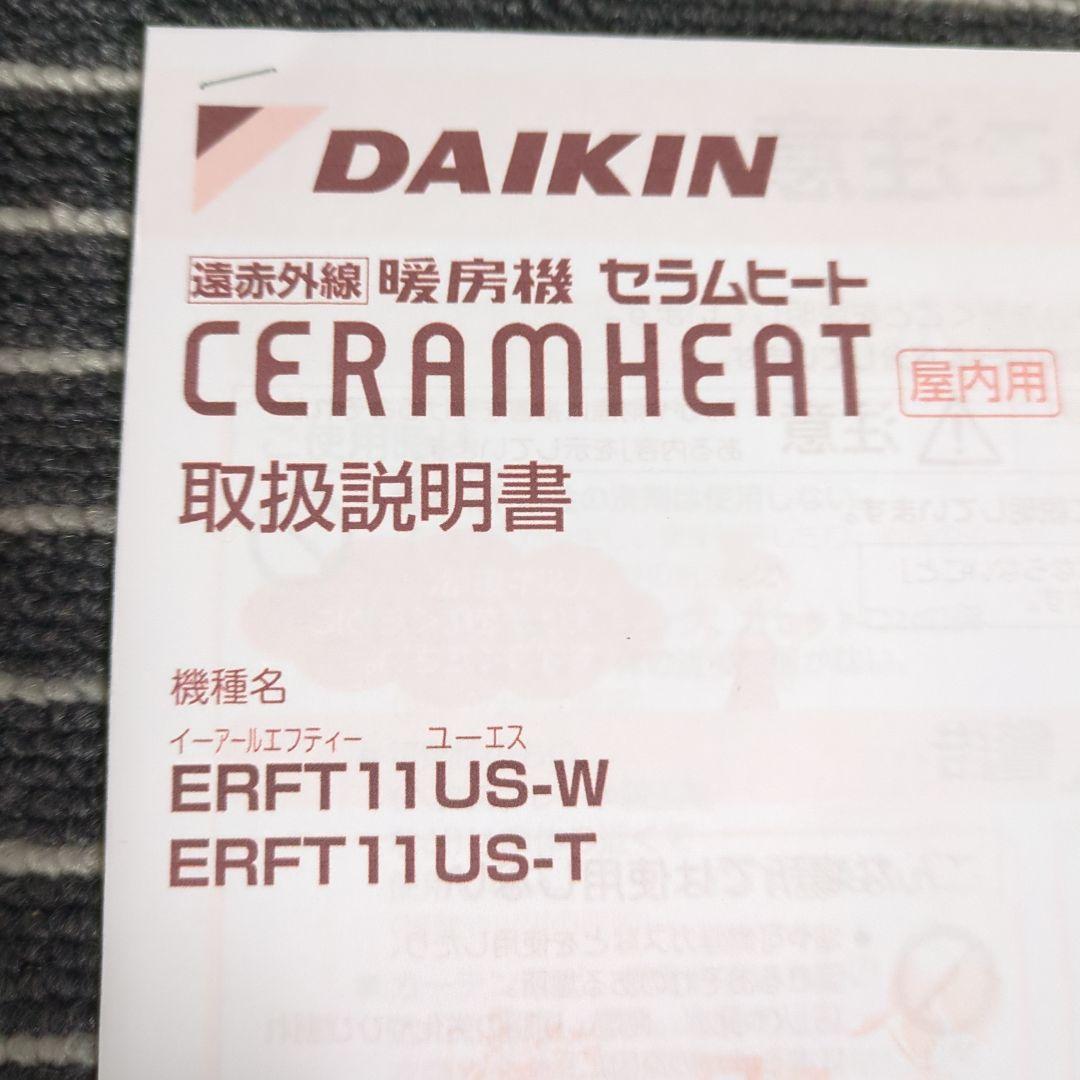 DAIKIN
遠赤外線 暖房機 セラムヒート
CERAMHEAT 屋内用
取扱説明書
機種名
イーアールエフティー ユーエス
ERFT11US-W
ERFT11US-T